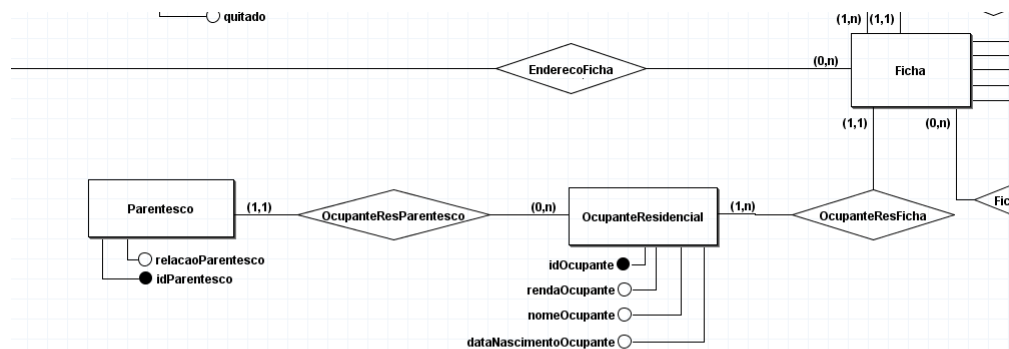 quitado
(1,n) (1,1)
EnderecoFicha
(0,n)
Ficha
(1,1)
(0,n)
Parentesco
(1,1)
OcupanteResParentesco
(0,n)
OcupanteResidencial
(1,n)
OcupanteResFicha
Fic
relacaoParentesco
idParentesco
idOcupante
rendaOcupante
nomeOcupante
dataNascimentoOcupante